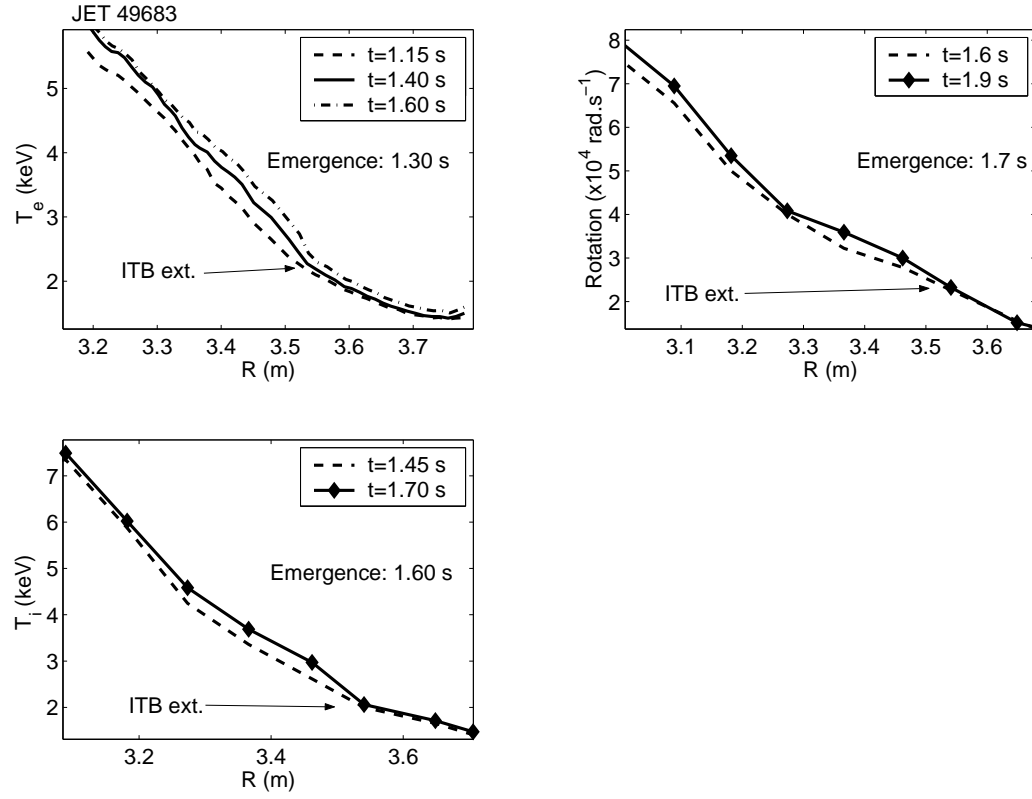 JET 49683
t=1.15 s
t=1.40 s
t=1.60 s
Emergence: 1.30 s
ITB ext.
5
4
3
2
3.2 3.3 3.4 3.5 3.6 3.7
R (m)
T_e (keV)
t=1.6 s
t=1.9 s
Emergence: 1.7 s
ITB ext.
8
7
6
5
4
3
2
3.1 3.2 3.3 3.4 3.5 3.6
R (m)
Rotation (x10⁴ rad.s⁻¹)
t=1.45 s
t=1.70 s
Emergence: 1.60 s
ITB ext.
7
6
5
4
3
2
3.2 3.4 3.6
R (m)
T_i (keV)